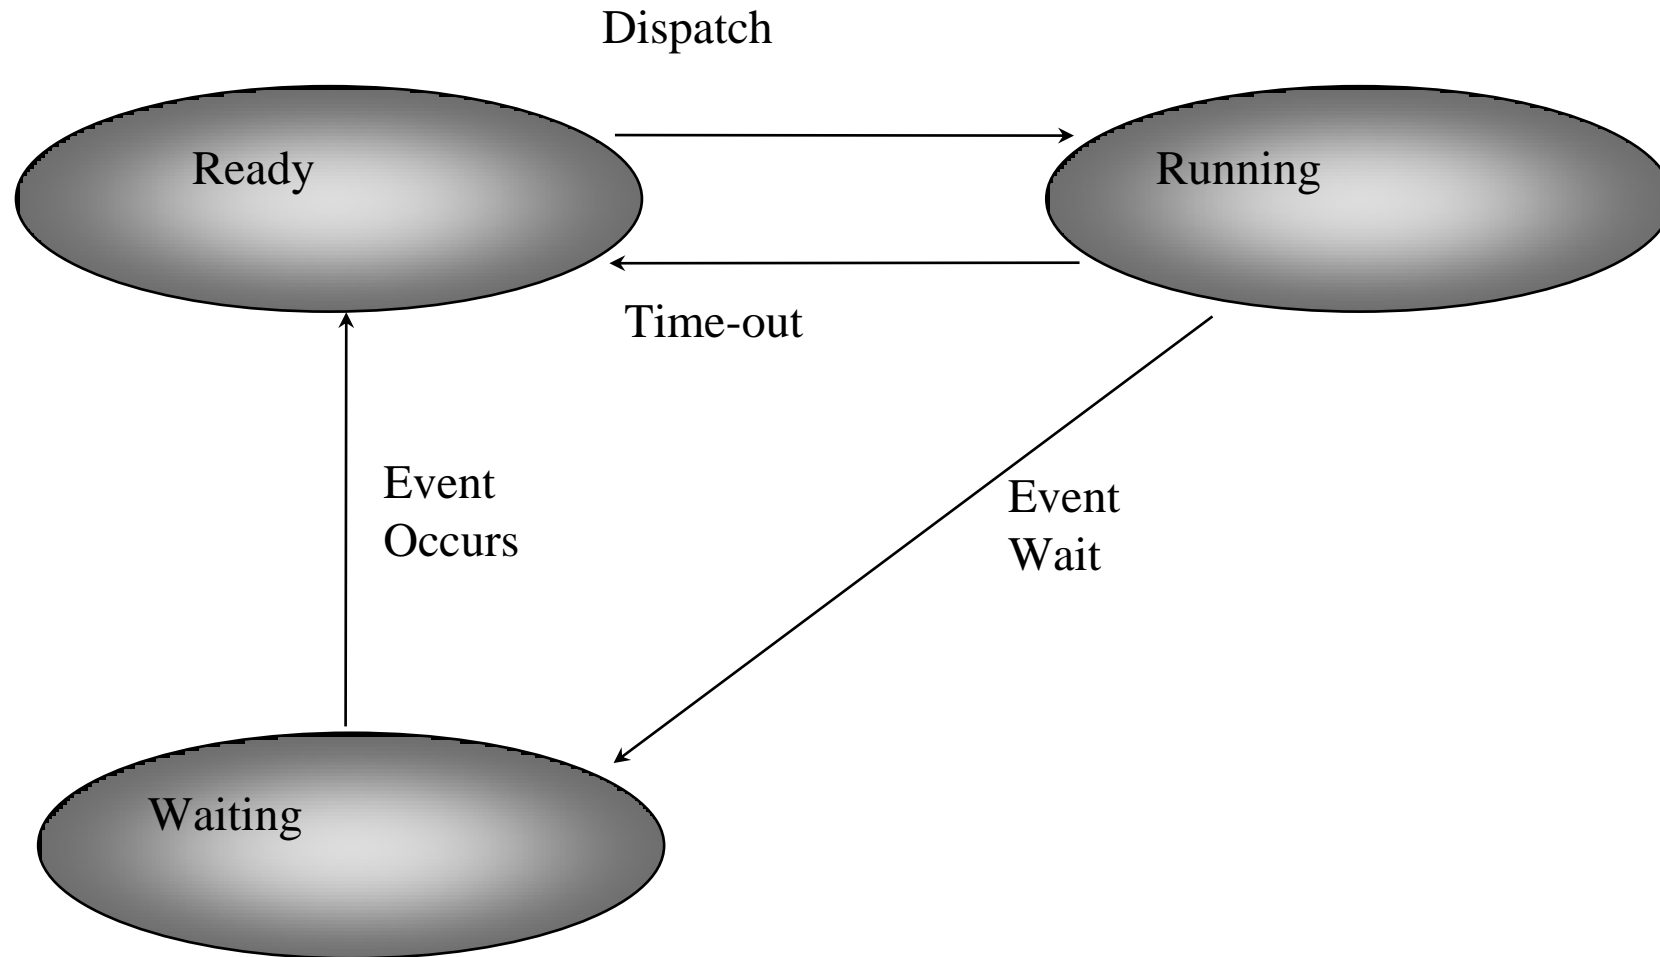 Dispatch
Ready
Running
Time-out
Event
Occurs
Event
Wait
Waiting